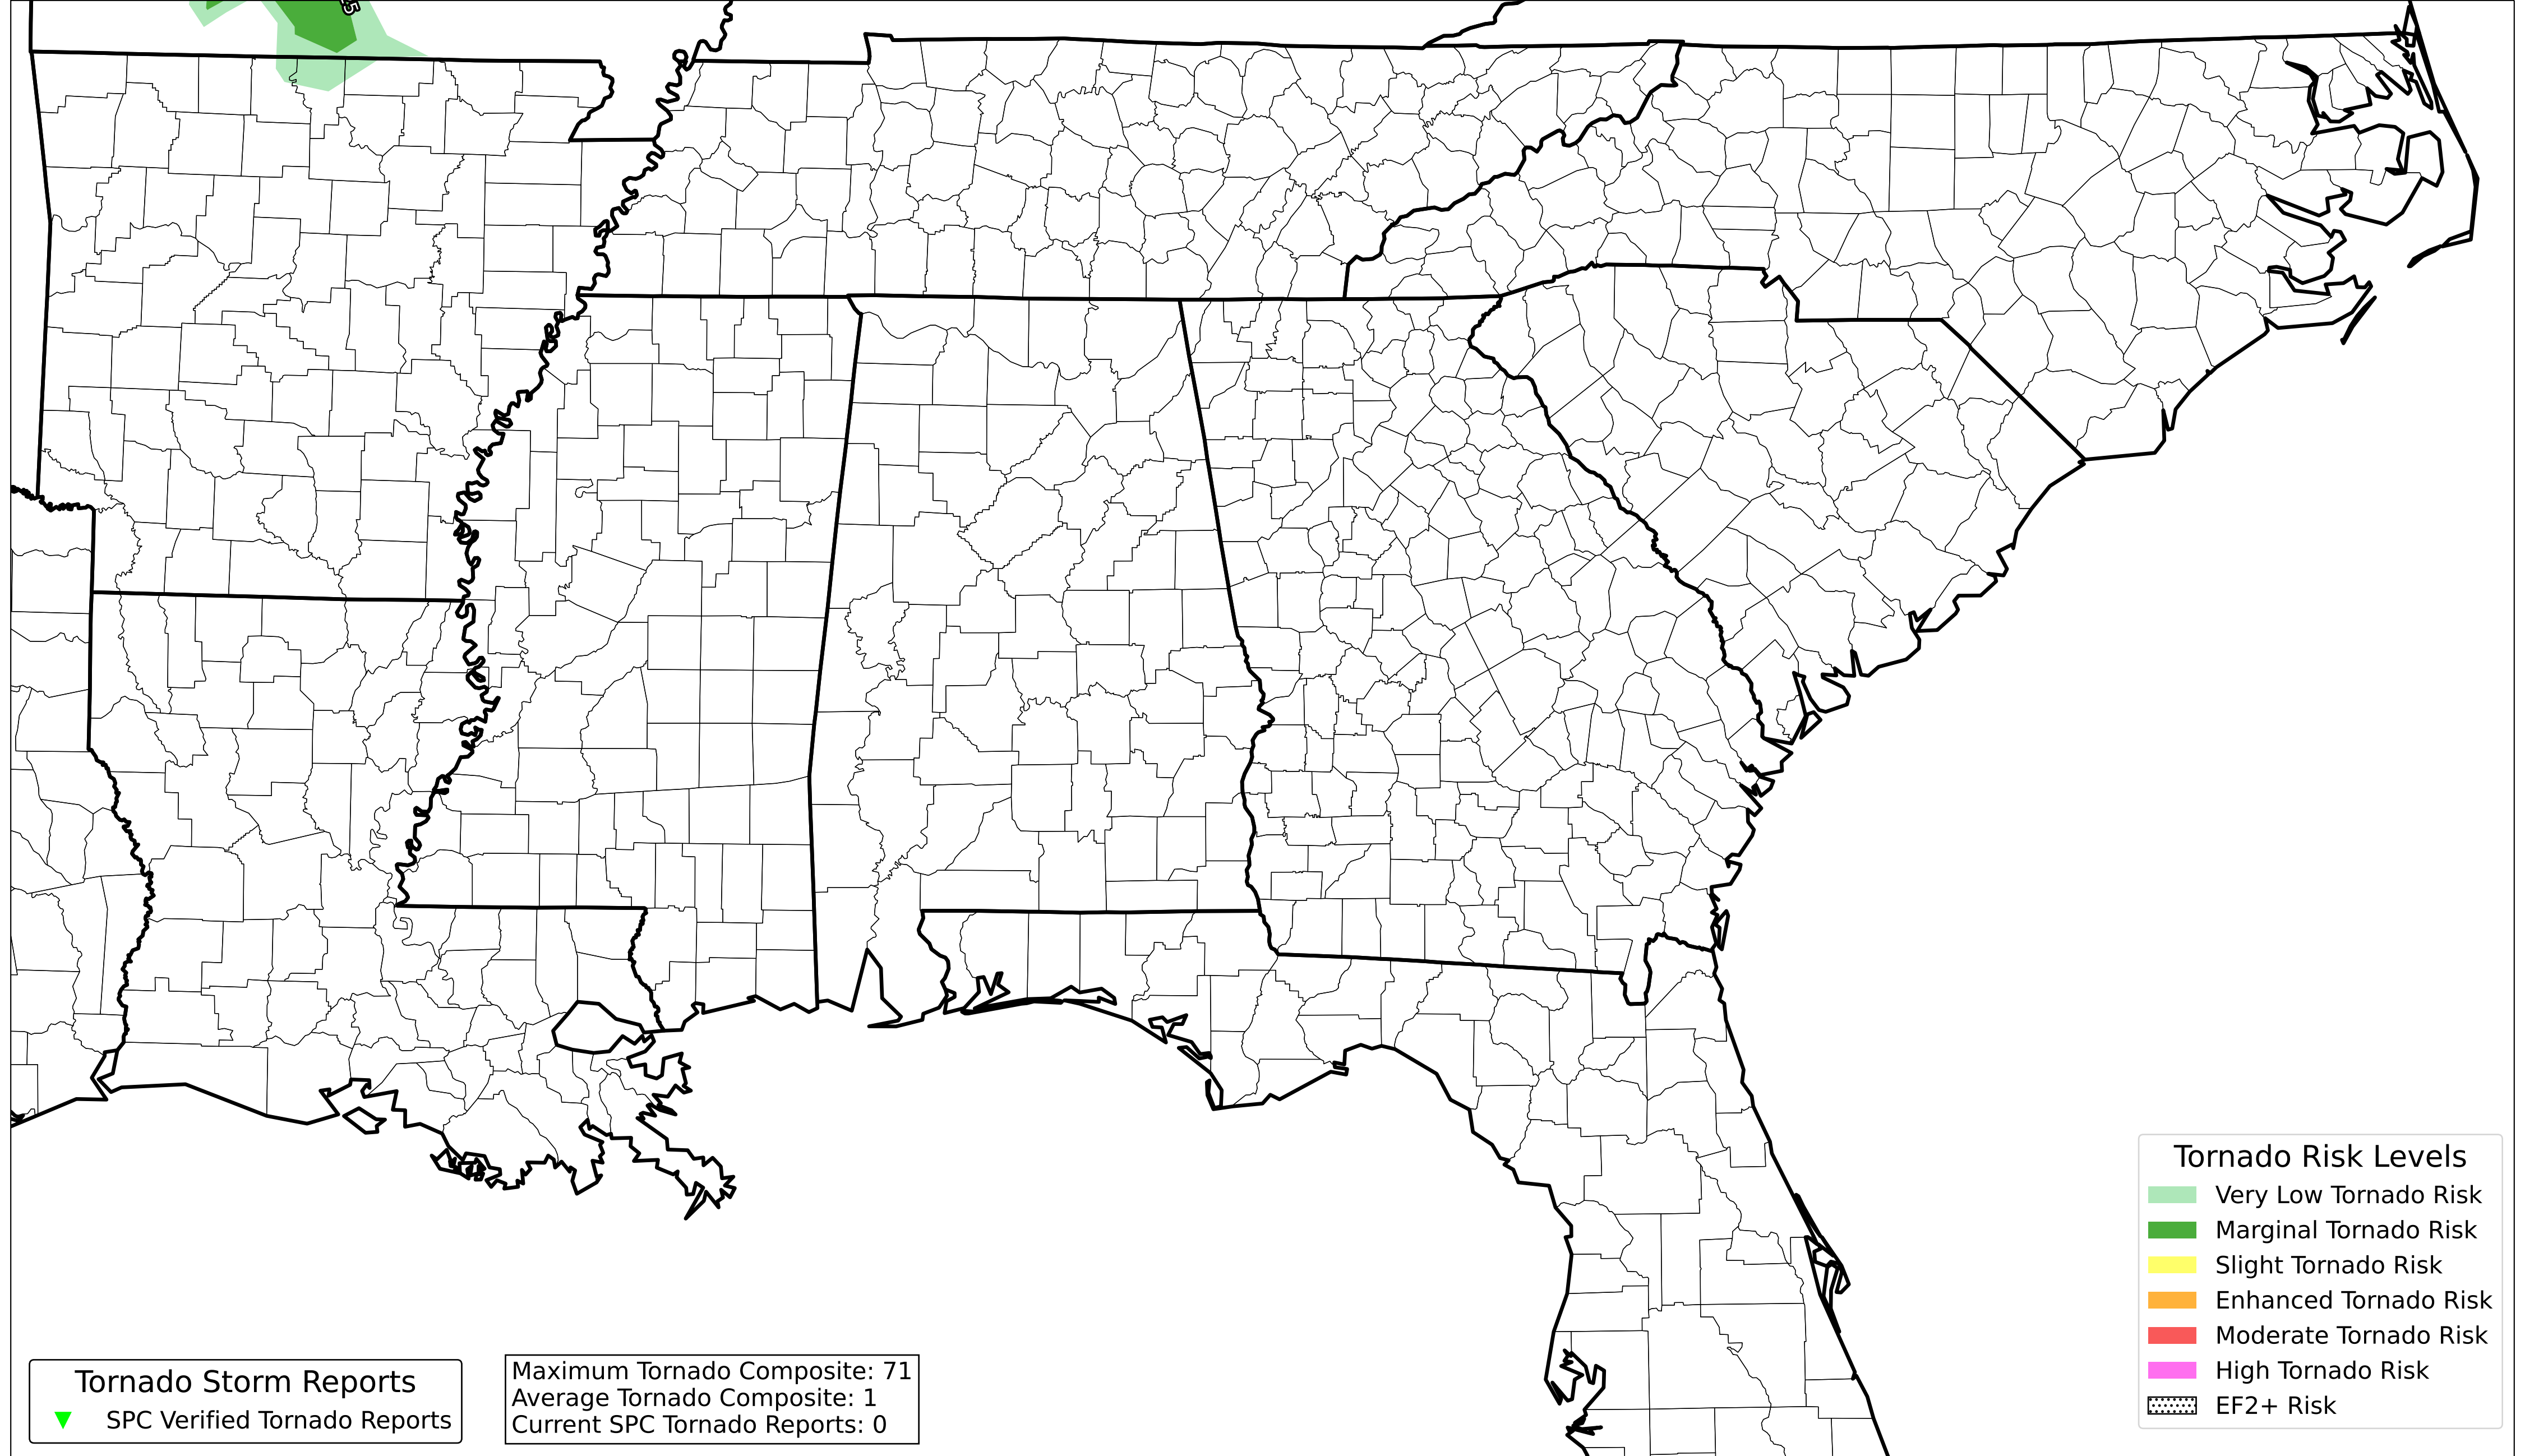 Tornado Risk Levels
Very Low Tornado Risk
Marginal Tornado Risk
Slight Tornado Risk
Enhanced Tornado Risk
Moderate Tornado Risk
High Tornado Risk
EF2+ Risk
Tornado Storm Reports
SPC Verified Tornado Reports
Maximum Tornado Composite: 71
Average Tornado Composite: 1
Current SPC Tornado Reports: 0